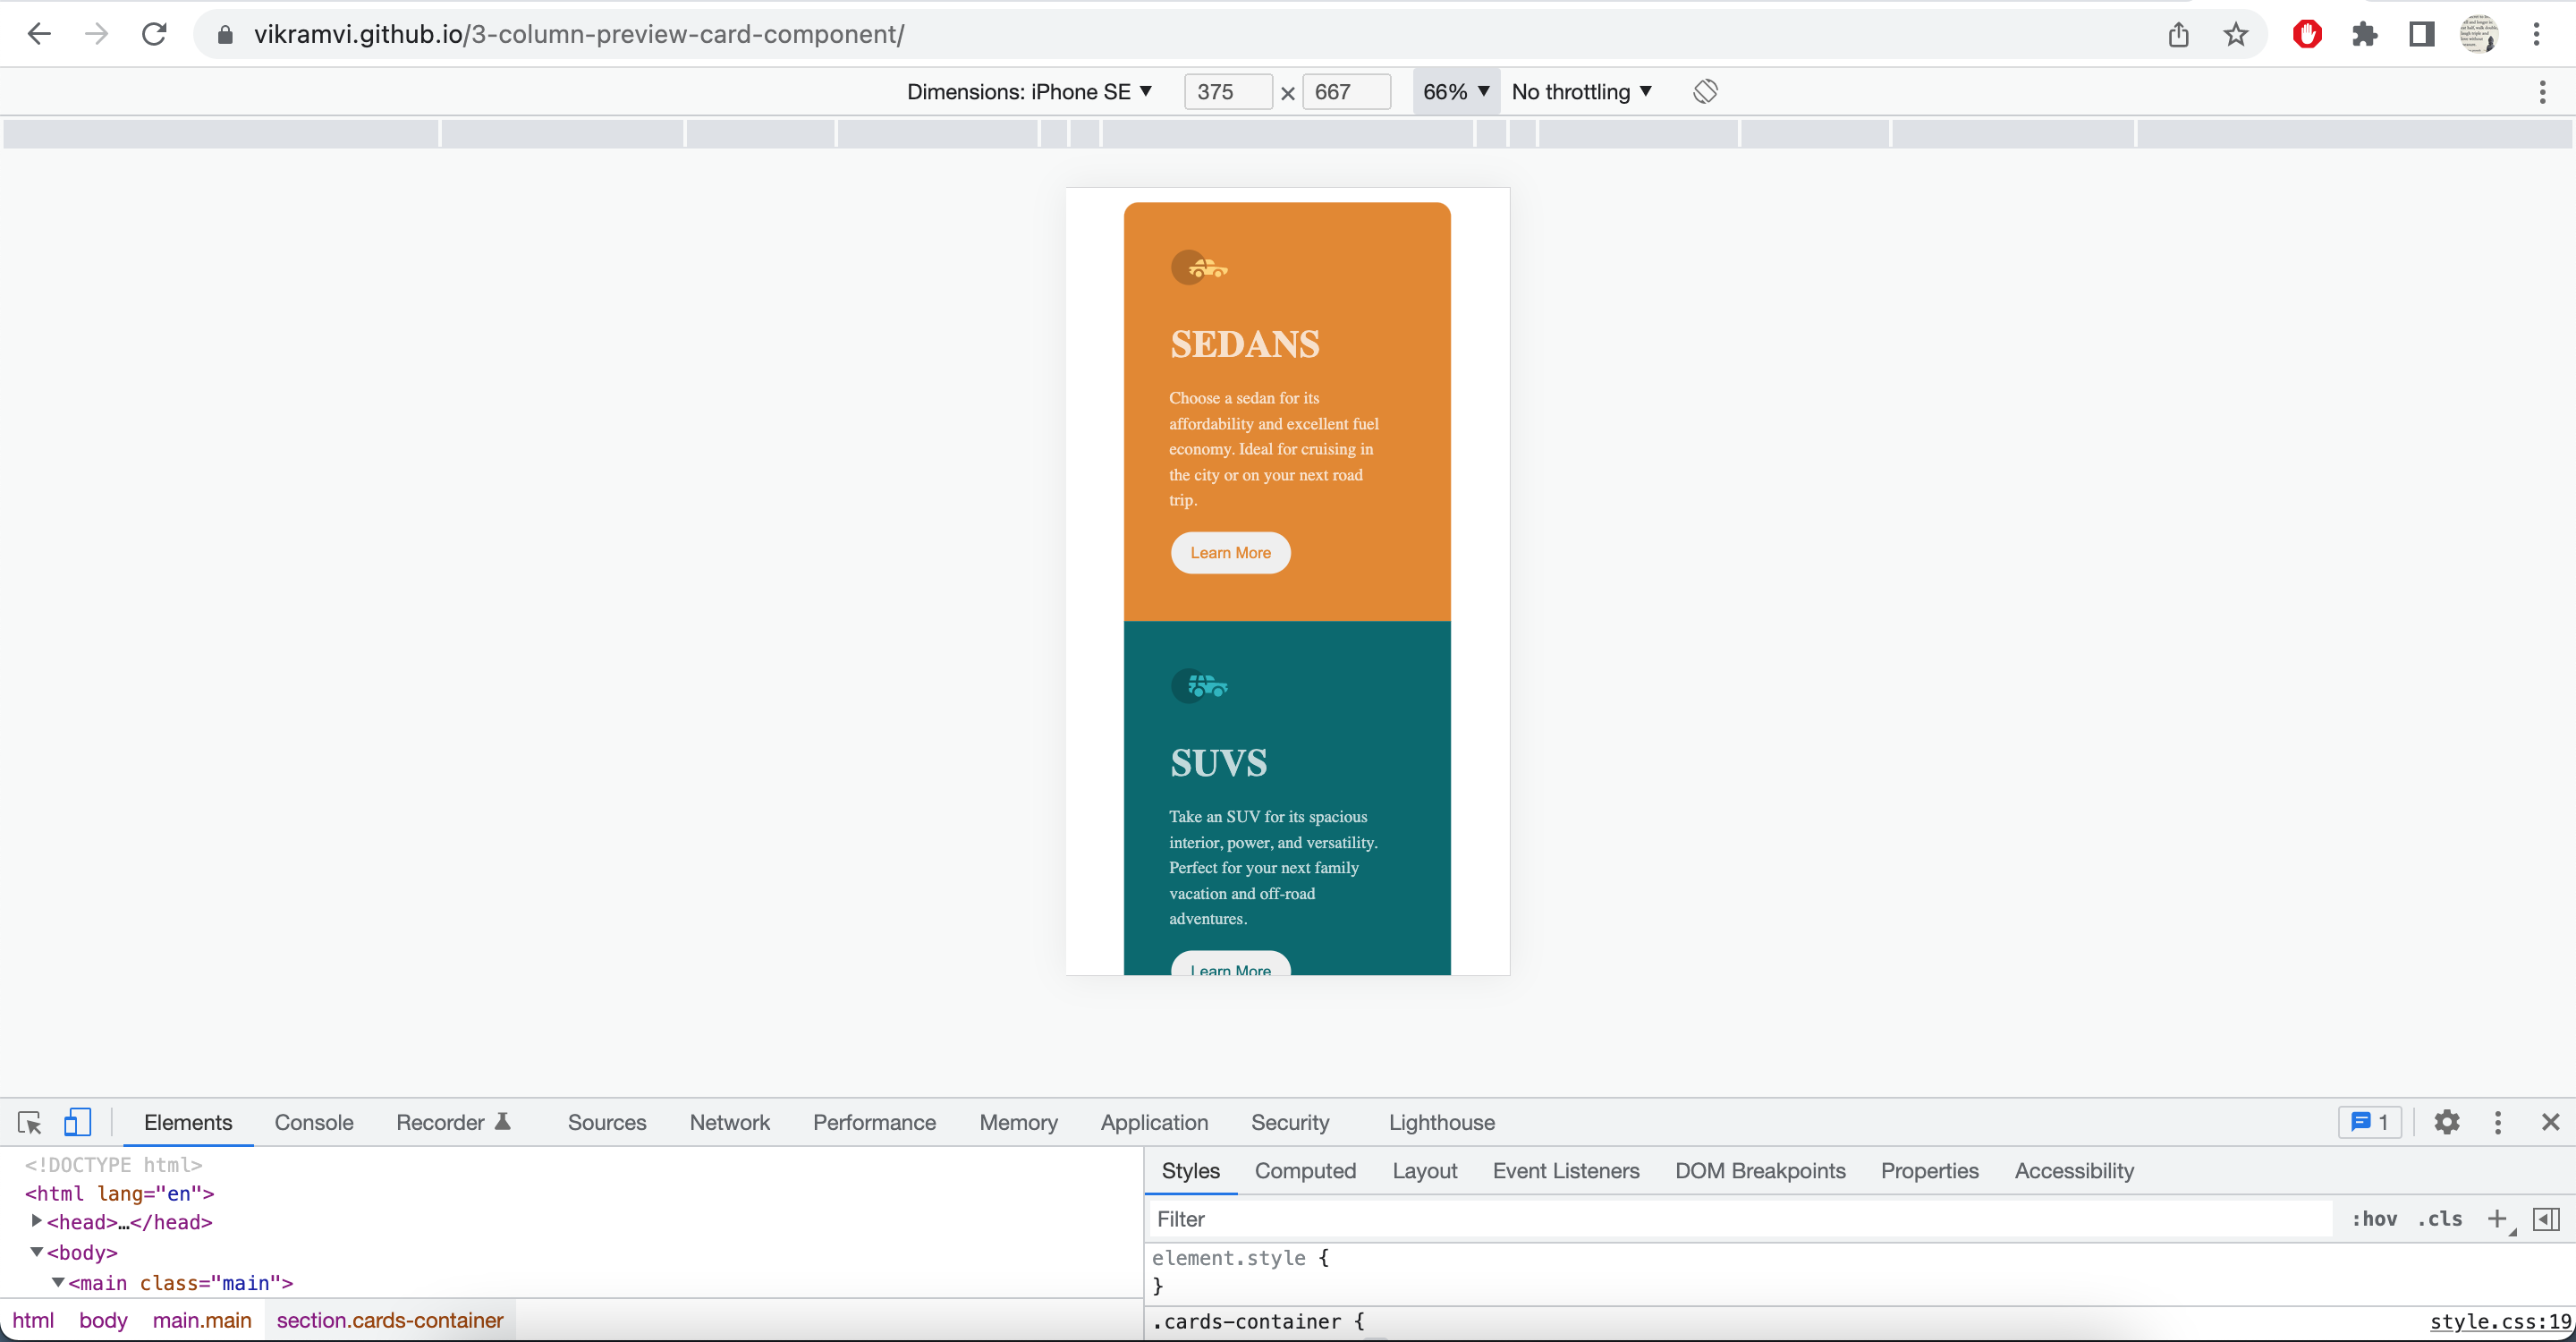 vikramvi.github.io/3-column-preview-card-component/
Dimensions: iPhone SE ▼ 375 × 667 66% ▼ No throttling ▼
SEDANS
Choose a sedan for its
affordability and excellent fuel
economy. Ideal for cruising in
the city or on your next road
trip.
Learn More
SUVS
Take an SUV for its spacious
interior, power, and versatility.
Perfect for your next family
vacation and off-road
adventures.
Learn More
Elements Console Recorder Sources Network Performance Memory Application Security Lighthouse 1
<!DOCTYPE html>
<html lang="en">
<head>…</head>
<body>
<main class="main">
html body main.main section.cards-container
Styles Computed Layout Event Listeners DOM Breakpoints Properties Accessibility
Filter :hov .cls
element.style {
}
.cards-container { style.css:19